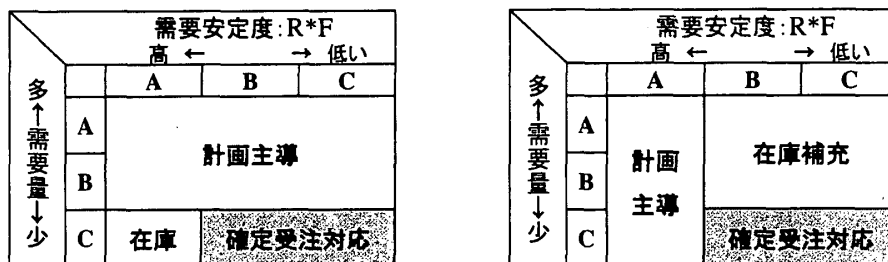 需要安定度:R*F
高 ← → 低い
A B C
多↑需要量↓少
A
B
C
計画主導
在庫 確定受注対応
需要安定度:R*F
高 ← → 低い
A B C
多↑需要量↓少
A
B
C
計画
主導
在庫補充
確定受注対応